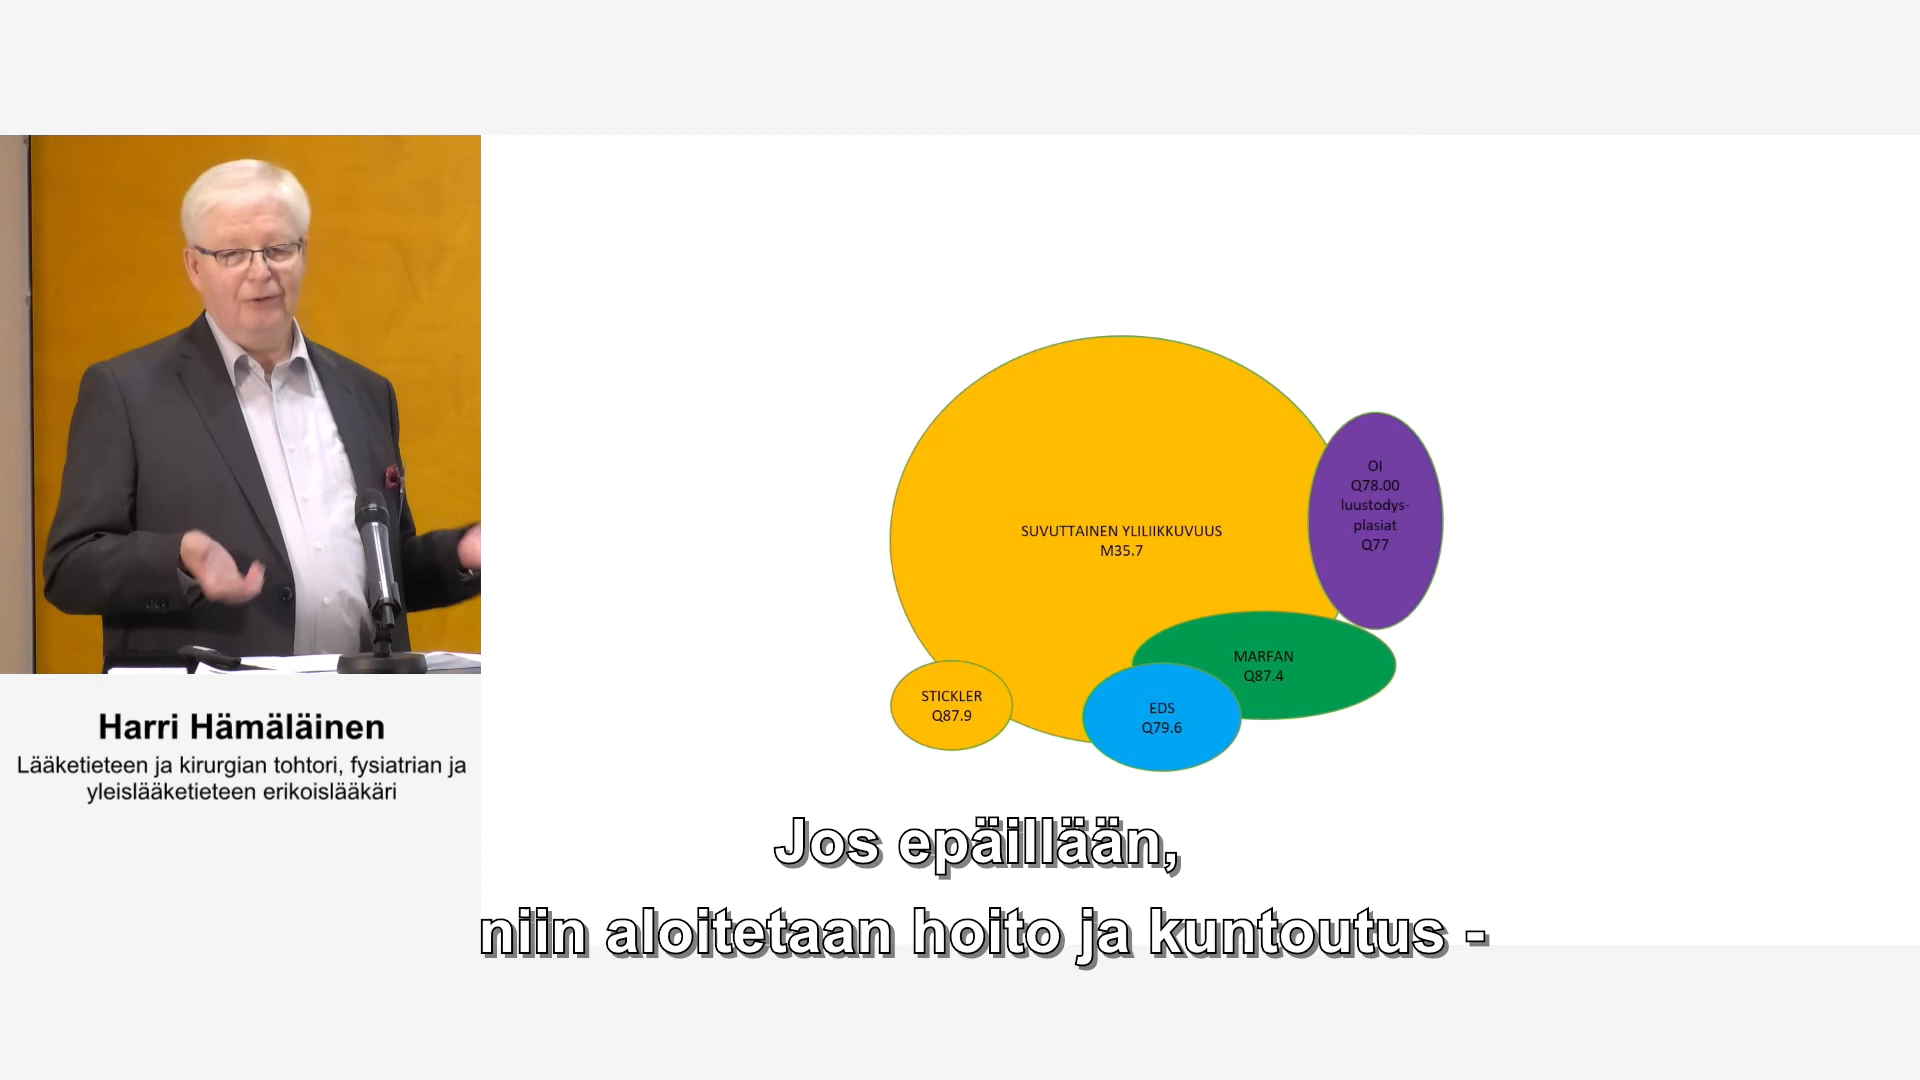 SUVUTTAINEN YLILIIKKUVUUS
M35.7
OI
Q78.00
luustodys-
plasiat
Q77
MARFAN
Q87.4
STICKLER
Q87.9
EDS
Q79.6
Harri Hämäläinen
Lääketieteen ja kirurgian tohtori, fysiatrian ja
yleislääketieteen erikoislääkäri
Jos epäillään,
niin aloitetaan hoito ja kuntoutus -